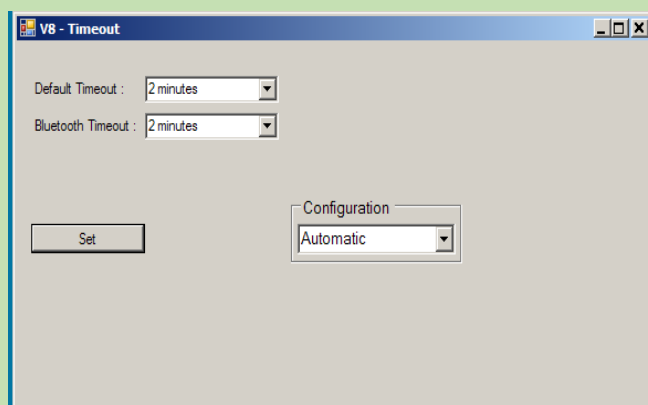 V8 - Timeout
Default Timeout : 2 minutes
Bluetooth Timeout : 2 minutes
Configuration
Set Automatic